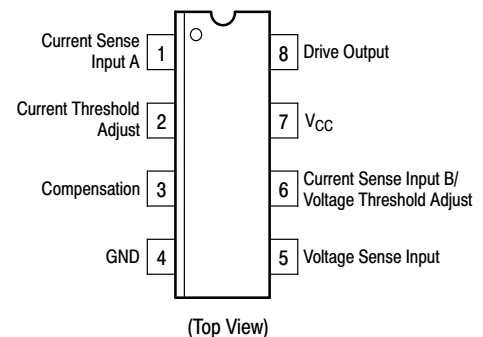 Current Sense
Input A
1
8
Drive Output
Current Threshold
Adjust
2
7
VCC
Compensation
3
6
Current Sense Input B/
Voltage Threshold Adjust
GND
4
5
Voltage Sense Input
(Top View)